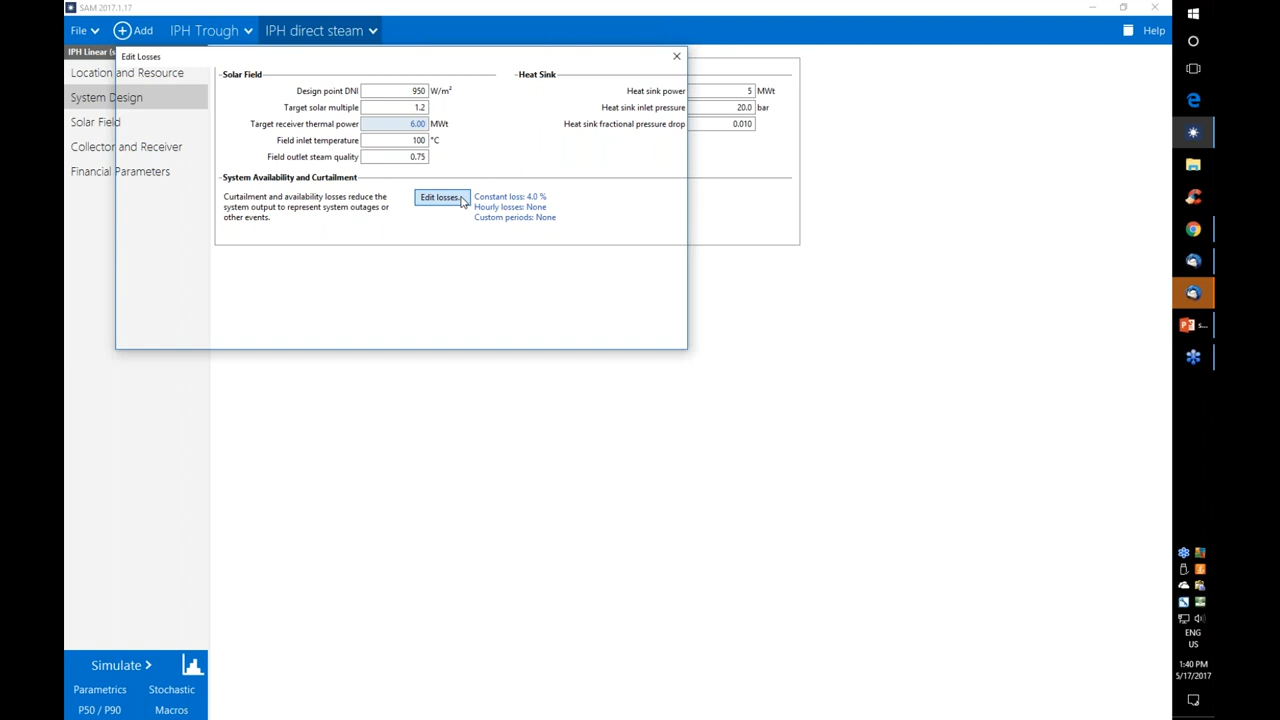 SAM 2017.1.17
File
Add
IPH Trough
IPH direct steam
Help
IPH Linear (s
Edit Losses
Location and Resource
System Design
Solar Field
Collector and Receiver
Financial Parameters
Solar Field
Design point DNI 950 W/m²
Target solar multiple 1.2
Target receiver thermal power 6.00 MWt
Field inlet temperature 100 °C
Field outlet steam quality 0.75
Heat Sink
Heat sink power 5 MWt
Heat sink inlet pressure 20.0 bar
Heat sink fractional pressure drop 0.010
System Availability and Curtailment
Curtailment and availability losses reduce the
system output to represent system outages or
other events.
Edit losses...
Constant loss: 4.0 %
Hourly losses: None
Custom periods: None
Simulate >
Parametrics Stochastic
P50 / P90 Macros
s...
ENG
US
1:40 PM
5/17/2017